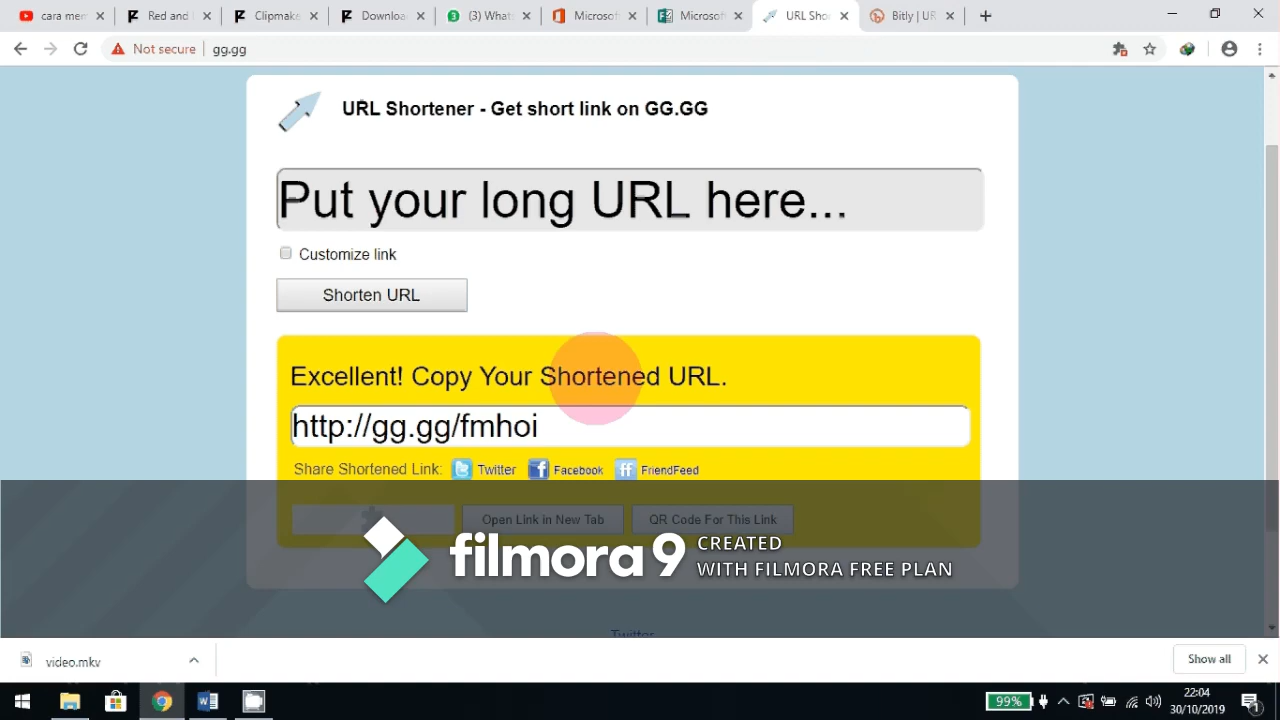 cara mem
Red and
Clipmake
Downloa
(3) What
Microsof
Microsof
URL Sho
Bitly | UR
Not secure
gg.gg
URL Shortener - Get short link on GG.GG
Put your long URL here...
Customize link
Shorten URL
Excellent! Copy Your Shortened URL.
http://gg.gg/fmhoi
Share Shortened Link: Twitter Facebook FriendFeed
Open Link in New Tab
QR Code For This Link
filmora9 CREATED
WITH FILMORA FREE PLAN
Twitter
video.mkv
Show all
99%
22:04
30/10/2019